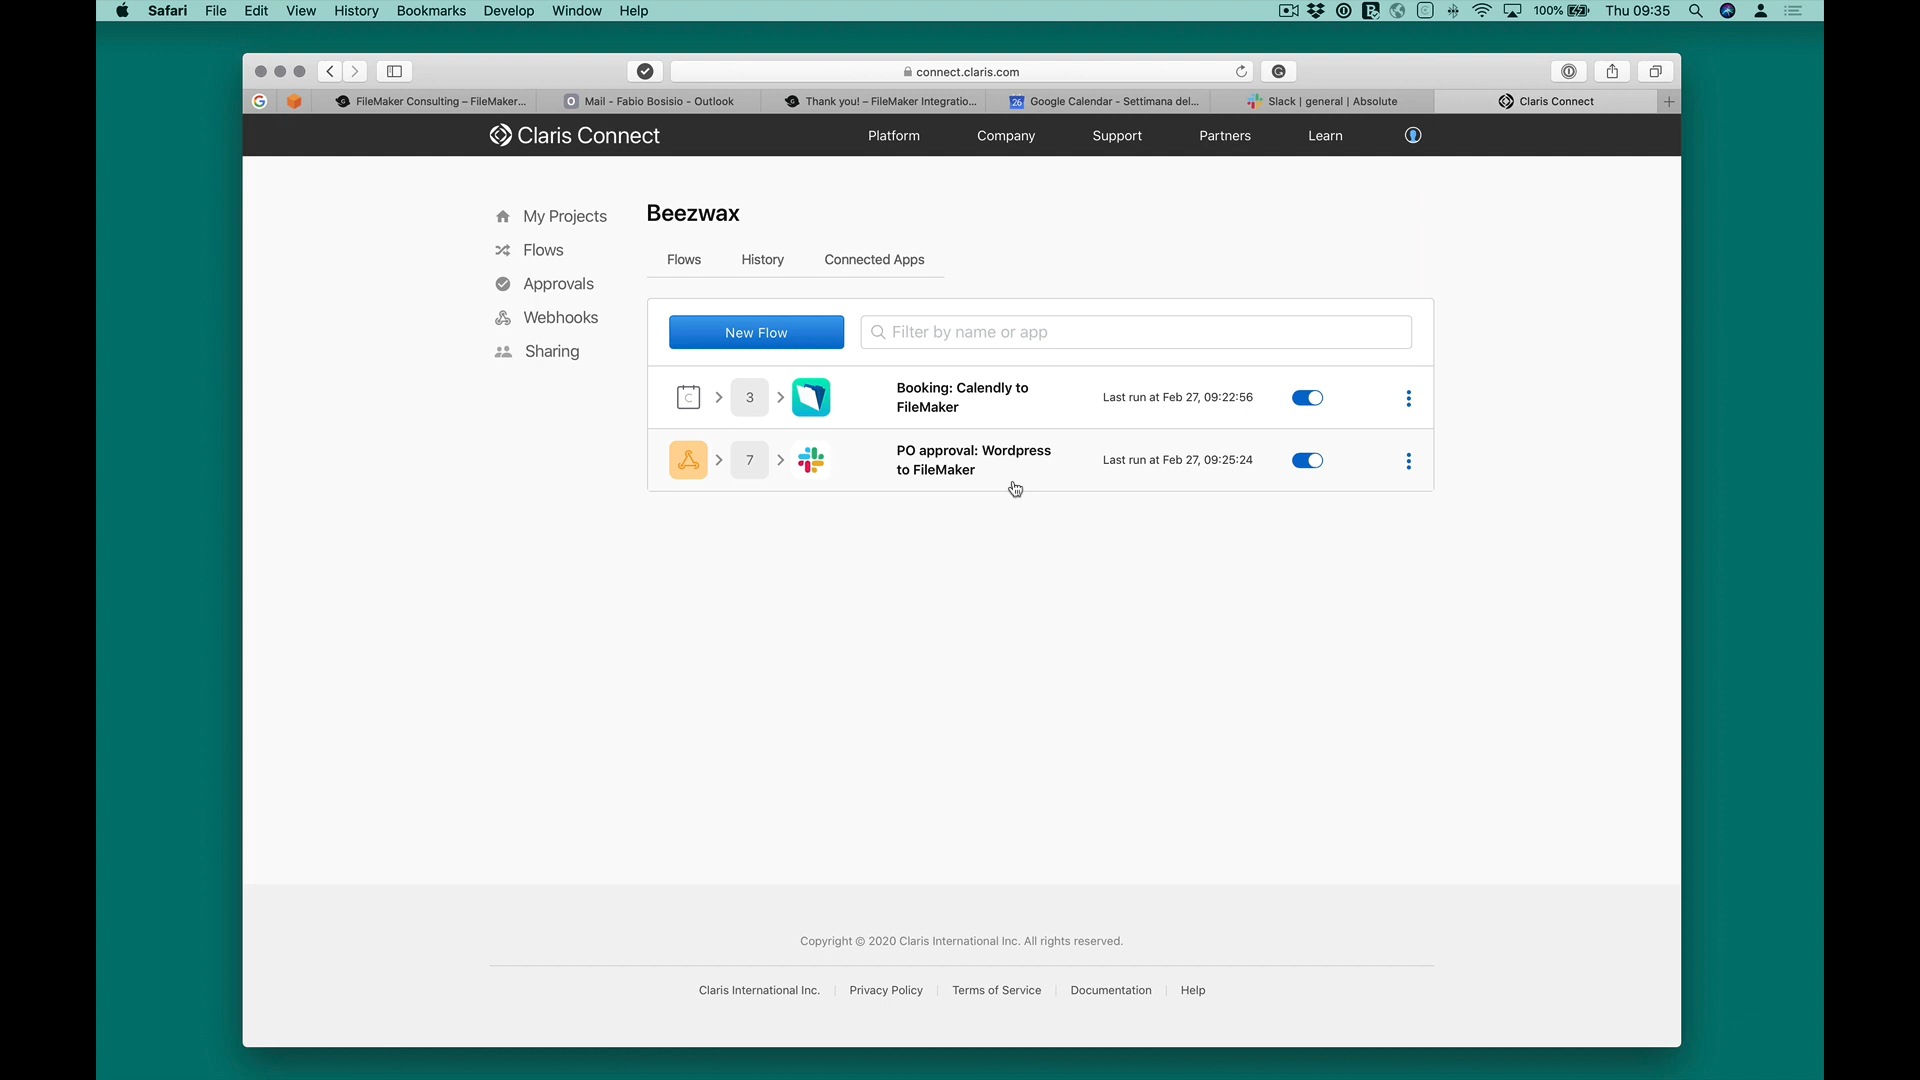 Safari File Edit View History Bookmarks Develop Window Help 100% Thu 09:35
connect.claris.com
FileMaker Consulting – FileMaker... Mail - Fabio Bosisio - Outlook Thank you! – FileMaker Integratio... 26 Google Calendar - Settimana del... Slack | general | Absolute Claris Connect
Claris Connect Platform Company Support Partners Learn
My Projects
Flows
Approvals
Webhooks
Sharing
Beezwax
Flows History Connected Apps
New Flow Filter by name or app
C 3 Booking: Calendly to
FileMaker
Last run at Feb 27, 09:22:56
7 PO approval: Wordpress
to FileMaker
Last run at Feb 27, 09:25:24
Copyright © 2020 Claris International Inc. All rights reserved.
Claris International Inc. | Privacy Policy | Terms of Service | Documentation | Help